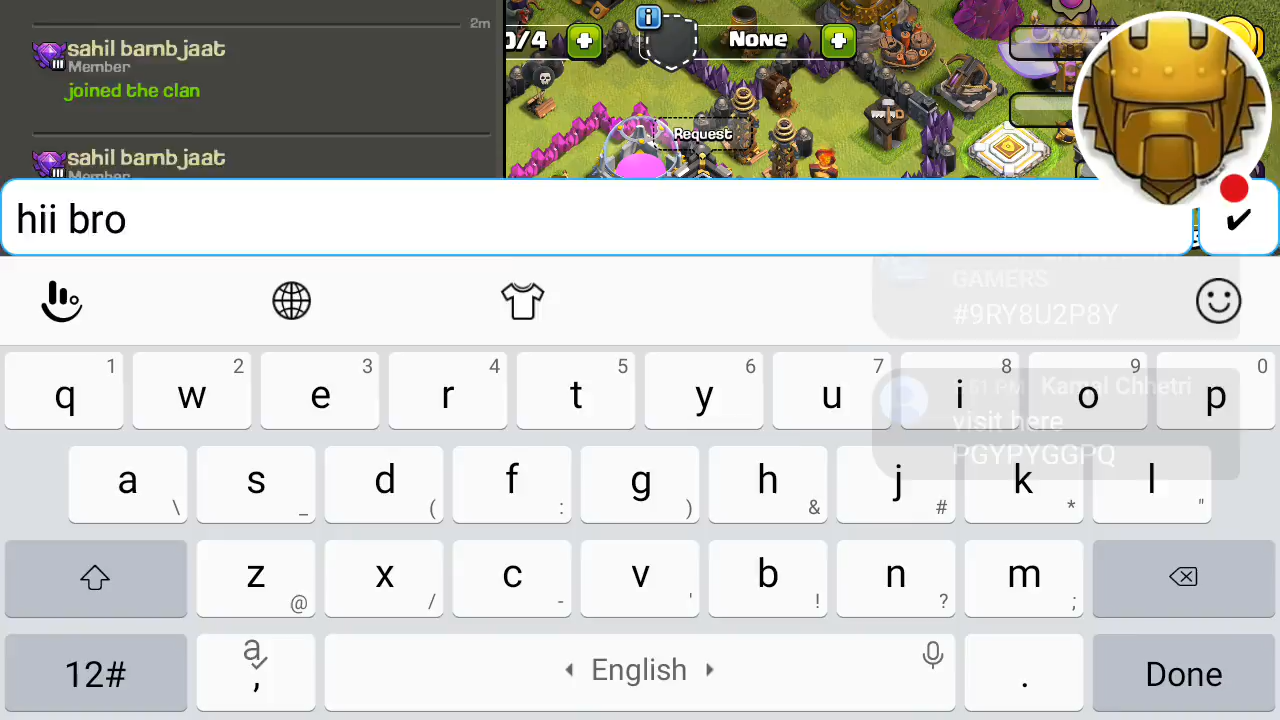 2m
sahil bamb jaat
Member
joined the clan
sahil bamb jaat
Member
0/4
i
None
Request
hii bro
GAMERS
#9RY8U2P8Y
Kamal Chhetri
visit here
PGYPYGGPQ
q 1 w 2 e 3 r 4 t 5 y 6 u 7 i 8 o 9 p 0
a \ s _ d ( f : g ) h & j # k * l "
z @ x / c - v ' b ! n ? m ;
12# a , English . Done